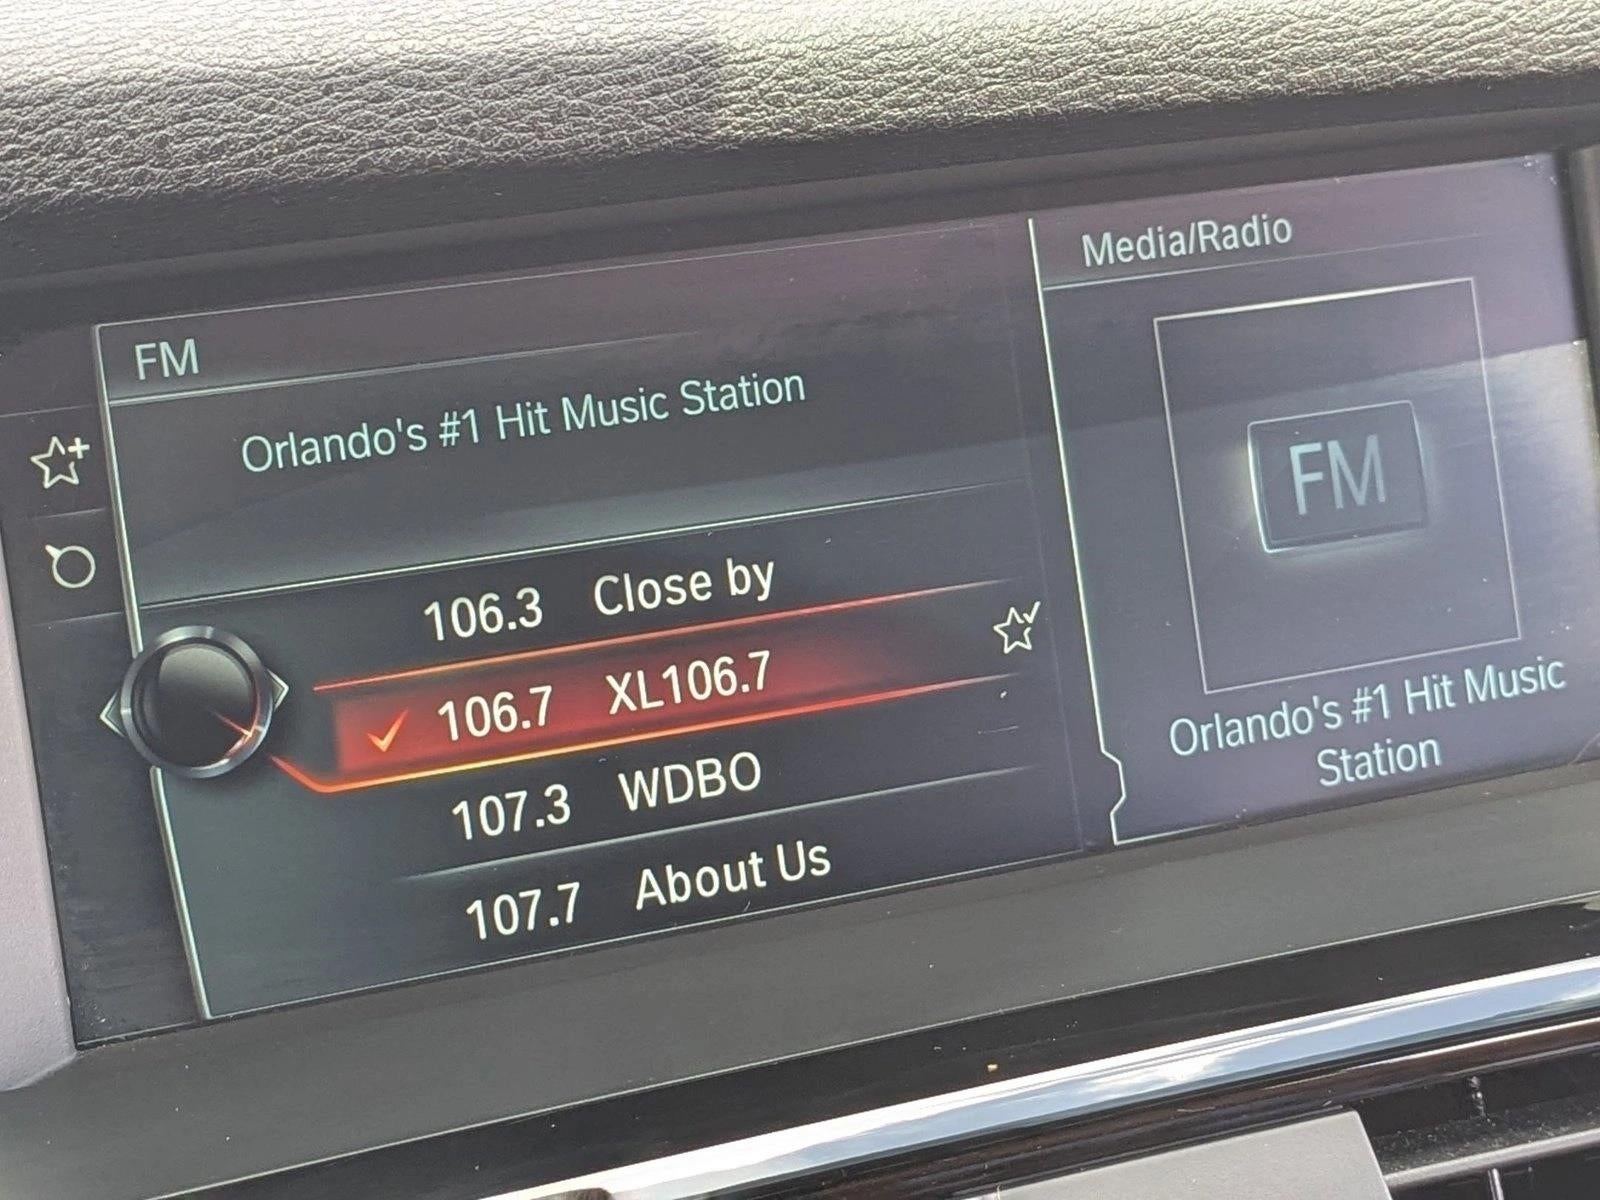 FM
Orlando's #1 Hit Music Station
106.3 Close by
106.7 XL106.7
107.3 WDBO
107.7 About Us
Media/Radio
FM
Orlando's #1 Hit Music
Station